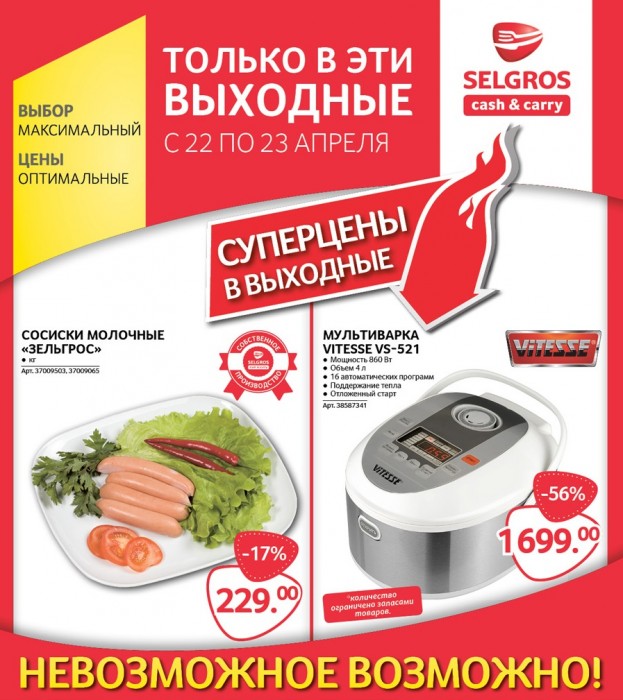 ВЫБОР
МАКСИМАЛЬНЫЙ
ЦЕНЫ
ОПТИМАЛЬНЫЕ
ТОЛЬКО В ЭТИ
ВЫХОДНЫЕ
С 22 ПО 23 АПРЕЛЯ
SELGROS
cash & carry
СУПЕРЦЕНЫ
В ВЫХОДНЫЕ
СОСИСКИ МОЛОЧНЫЕ
«ЗЕЛЬГРОС»
• кг
Арт. 37009503, 37009065
СОБСТВЕННОЕ
SELGROS
cash & carry
ПРОИЗВОДСТВО
-17%
229.00
МУЛЬТИВАРКА
VITESSE VS-521
• Мощность 860 Вт
• Объем 4 л
• 16 автоматических программ
• Поддержание тепла
• Отложенный старт
Арт. 38587341
ViTESSE
ViTESSE
-56%
1699.00
*количество
ограничено запасами
товаров.
НЕВОЗМОЖНОЕ ВОЗМОЖНО!